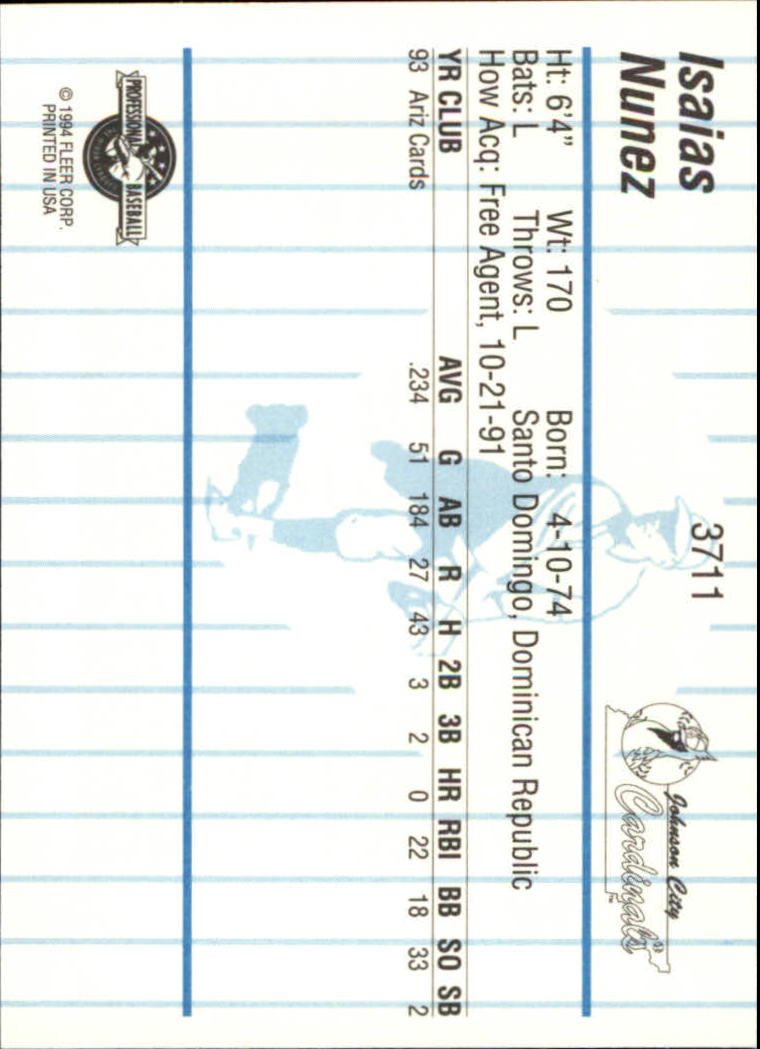 Isaias
Nunez
3711
Johnson City
Cardinals®
TM
Ht: 6'4" Wt: 170 Born: 4-10-74
Bats: L Throws: L Santo Domingo, Dominican Republic
How Acq: Free Agent, 10-21-91
YR CLUB AVG G AB R H 2B 3B HR RBI BB SO SB
93 Ariz Cards .234 51 184 27 43 3 2 0 22 18 33 2
PROFESSIONAL BASEBALL
© 1994 FLEER CORP.
PRINTED IN USA